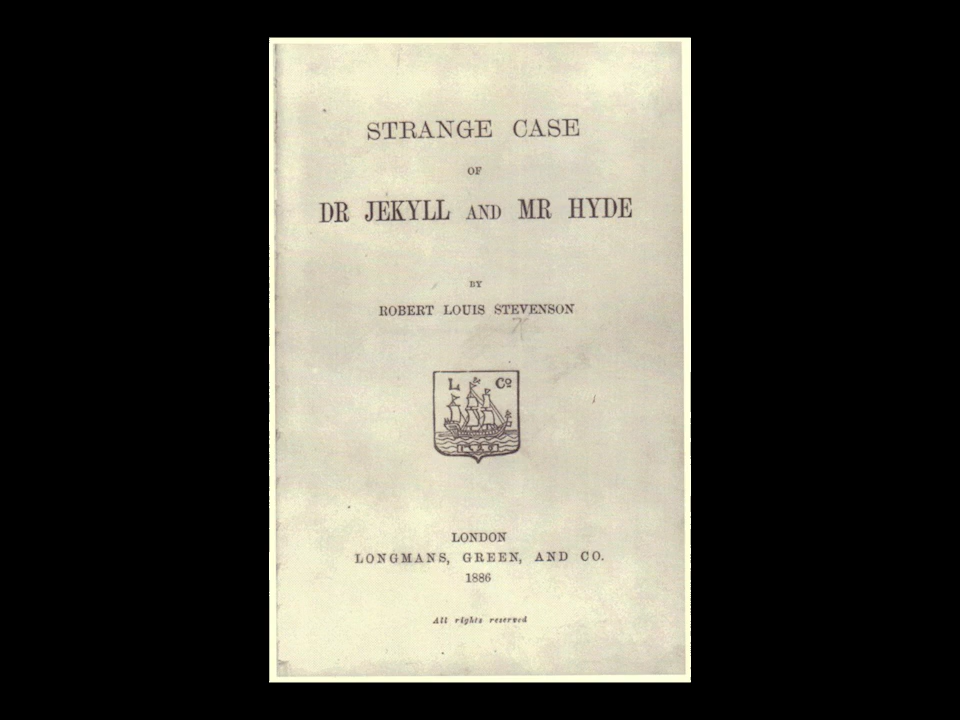 STRANGE CASE
OF
DR JEKYLL AND MR HYDE
BY
ROBERT LOUIS STEVENSON
L Co
LONDON
LONGMANS, GREEN, AND CO.
1886
All rights reserved